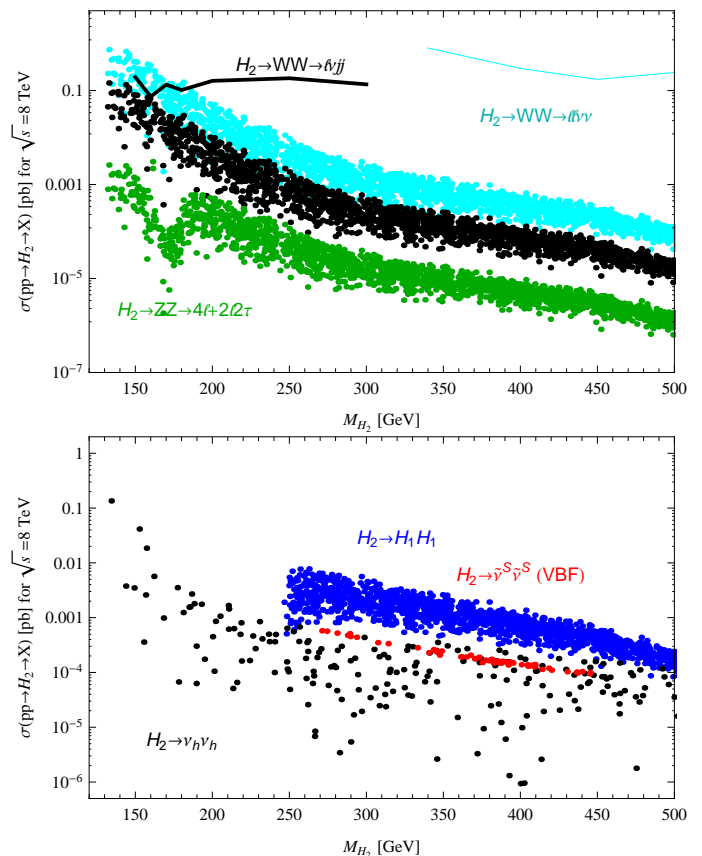 H₂→WW→ℓνjj
H₂→WW→ℓℓνν
H₂→ZZ→4ℓ+2ℓ2τ
σ(pp→H₂→X) [pb] for √s =8 TeV
0.1
0.001
10⁻⁵
10⁻⁷
150 200 250 300 350 400 450 500
M_H₂ [GeV]
H₂→H₁H₁
H₂→ν̃^S ν̃^S (VBF)
H₂→ν_hν_h
σ(pp→H₂→X) [pb] for √s =8 TeV
1
0.1
0.01
0.001
10⁻⁴
10⁻⁵
10⁻⁶
150 200 250 300 350 400 450 500
M_H₂ [GeV]